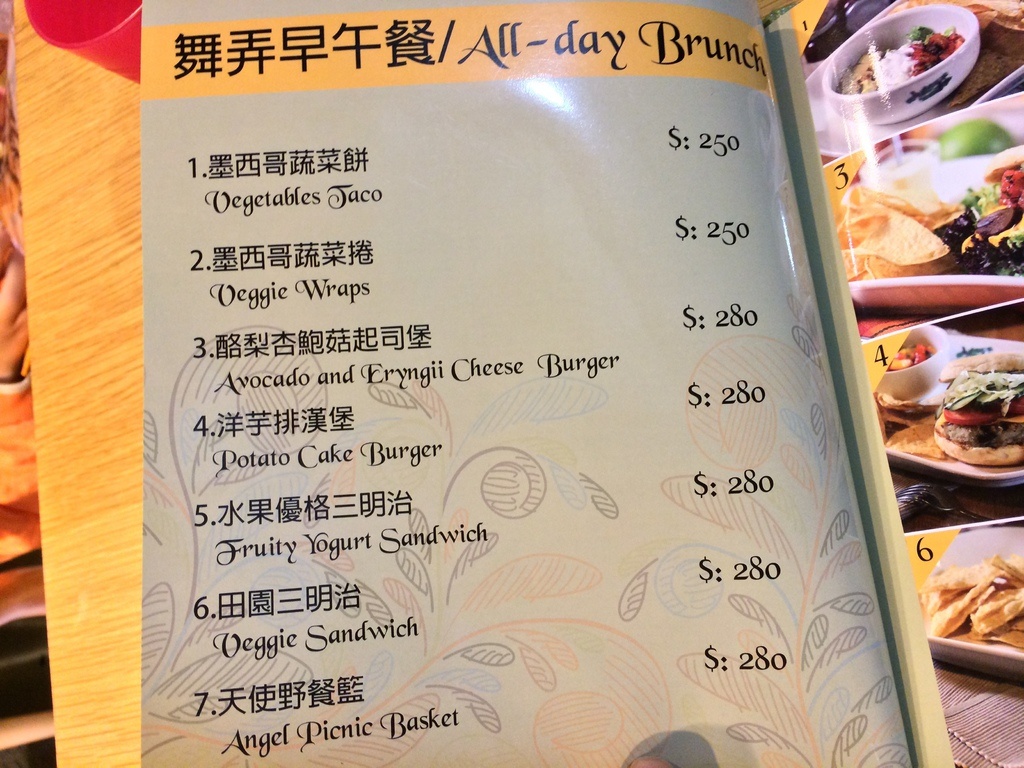 舞弄早午餐/All-day Brunch
1.墨西哥蔬菜餅 $: 250
Vegetables Taco
2.墨西哥蔬菜捲 $: 250
Veggie Wraps
3.酪梨杏鮑菇起司堡 $: 280
Avocado and Eryngii Cheese Burger
4.洋芋排漢堡 $: 280
Potato Cake Burger
5.水果優格三明治 $: 280
Fruity Yogurt Sandwich
6.田園三明治 $: 280
Veggie Sandwich
7.天使野餐籃 $: 280
Angel Picnic Basket
1
3
4
6